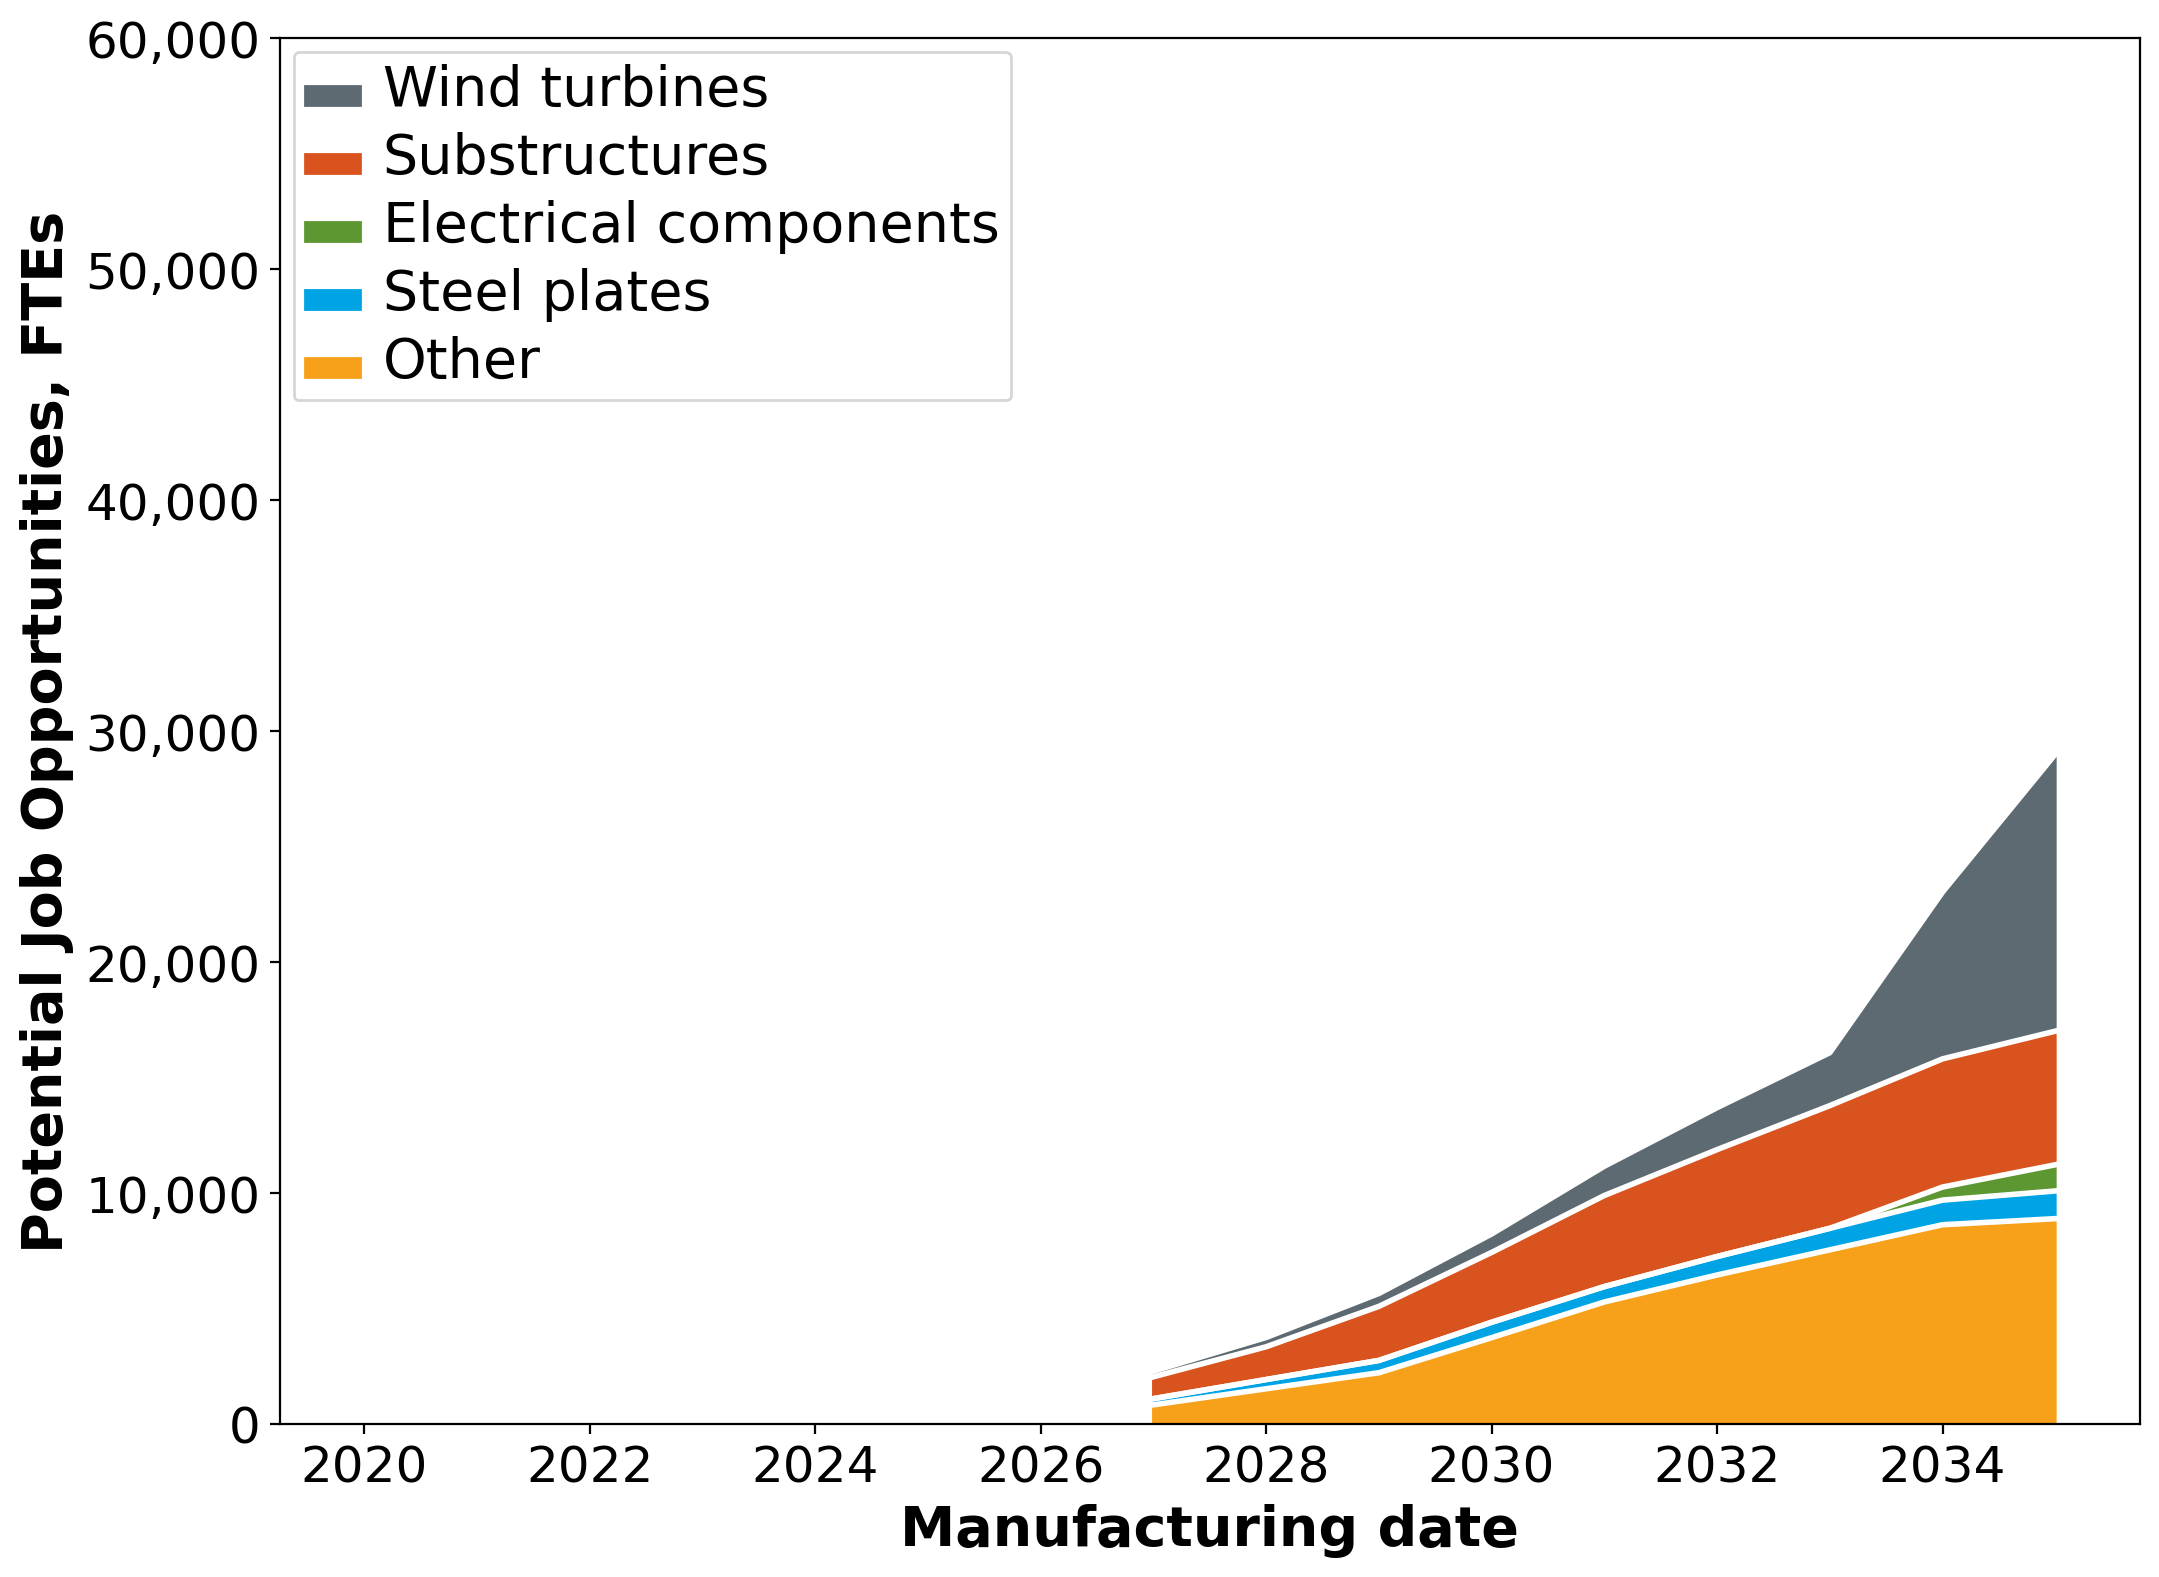 Potential Job Opportunities, FTEs
60,000
50,000
40,000
30,000
20,000
10,000
0
Wind turbines
Substructures
Electrical components
Steel plates
Other
2020 2022 2024 2026 2028 2030 2032 2034
Manufacturing date